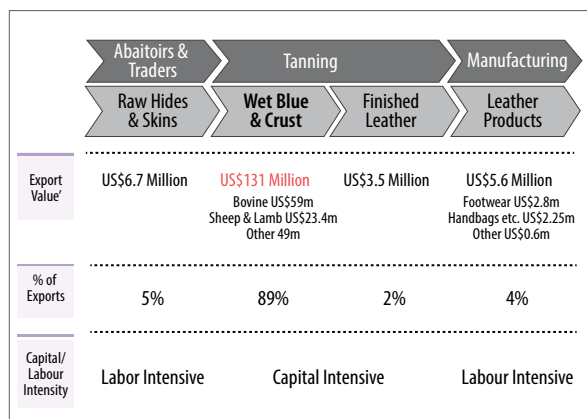 Abaitoirs &
Traders
Tanning
Manufacturing
Raw Hides
& Skins
Wet Blue
& Crust
Finished
Leather
Leather
Products
Export
Value'
US$6.7 Million
US$131 Million
Bovine US$59m
Sheep & Lamb US$23.4m
Other 49m
US$3.5 Million
US$5.6 Million
Footwear US$2.8m
Handbags etc. US$2.25m
Other US$0.6m
% of
Exports
5%
89%
2%
4%
Capital/
Labour
Intensity
Labor Intensive
Capital Intensive
Labour Intensive